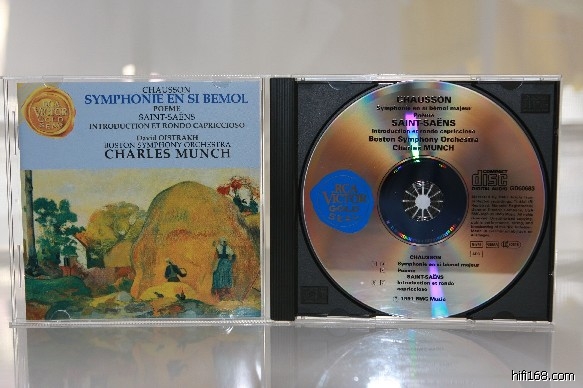 CHAUSSON
SYMPHONIE EN SI BEMOL
POEME
SAINT-SAËNS
INTRODUCTION ET RONDO CAPRICCIOSO
David OISTRAKH
BOSTON SYMPHONY ORCHESTRA
CHARLES MUNCH
CHAUSSON
Symphonie en si bémol majeur
Poème
SAINT-SAËNS
Introduction et rondo capriccioso
Boston Symphony Orchestra
Charles MUNCH
RCA
VICTOR
GOLD
SEAL
COMPACT
disc
CHAUSSON
Symphonie en si bémol majeur
Poème
SAINT-SAËNS
Introduction et rondo
capriccioso
1991 BMG Music
hifi168.com